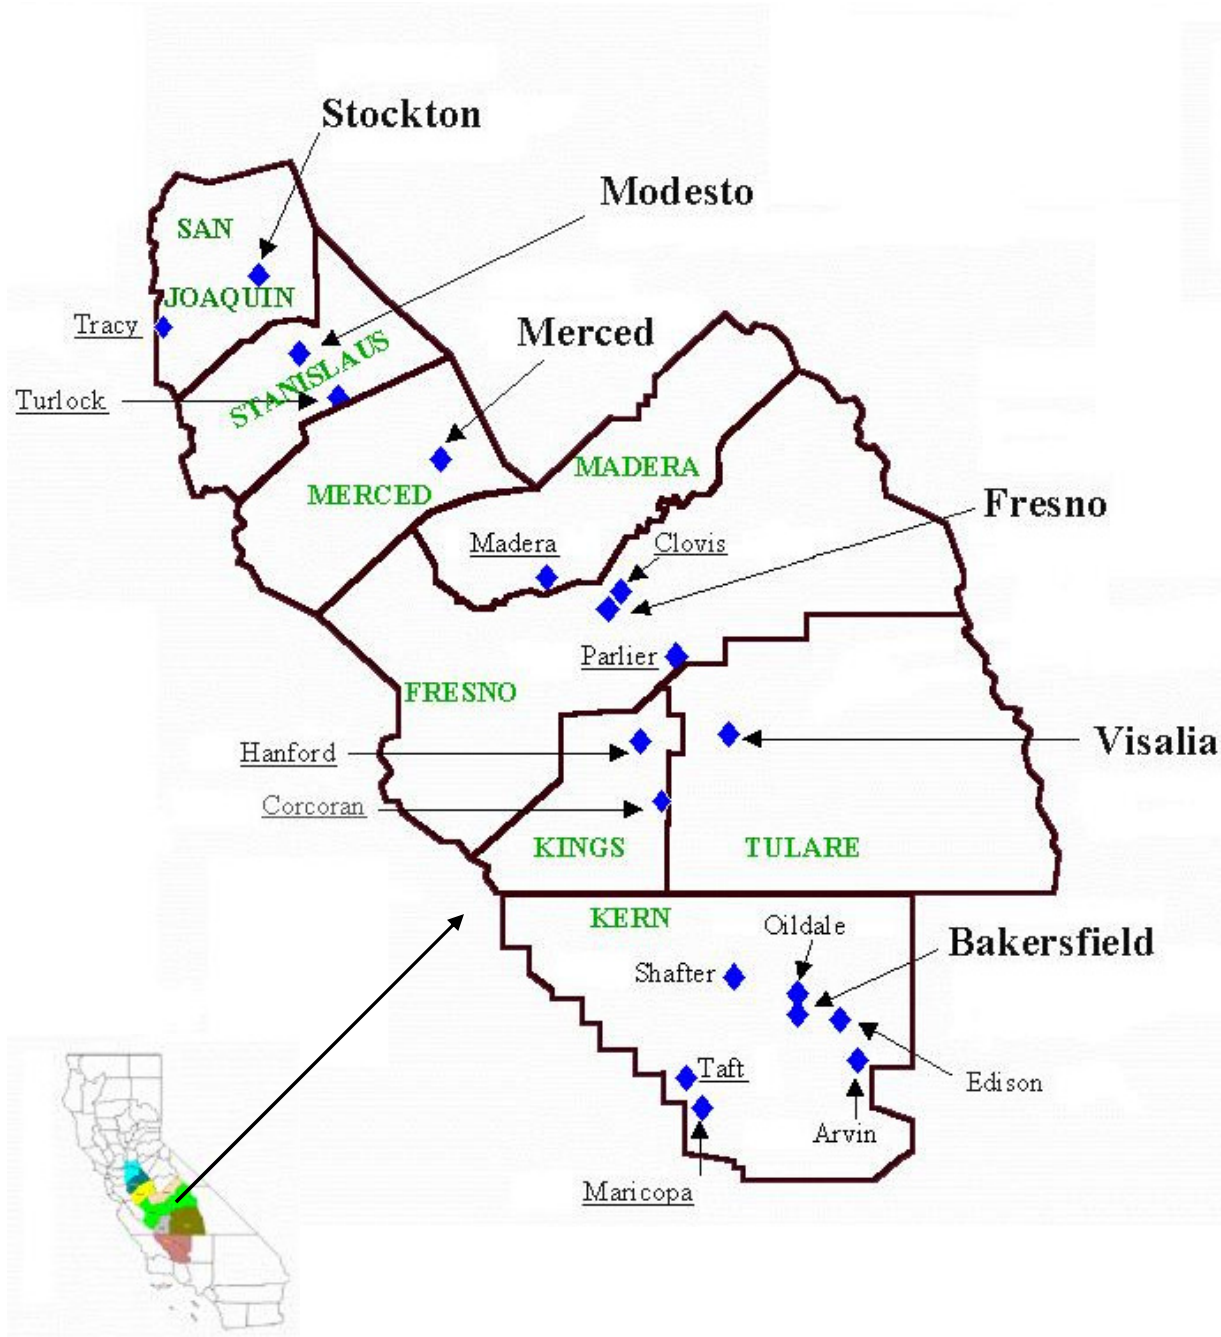 Stockton
Modesto
SAN
JOAQUIN
Tracy
Merced
STANISLAUS
Turlock
MADERA
MERCED
Fresno
Madera
Clovis
Parlier
FRESNO
Hanford
Visalia
Corcoran
KINGS
TULARE
KERN
Oildale
Bakersfield
Shafter
Taft
Edison
Arvin
Maricopa